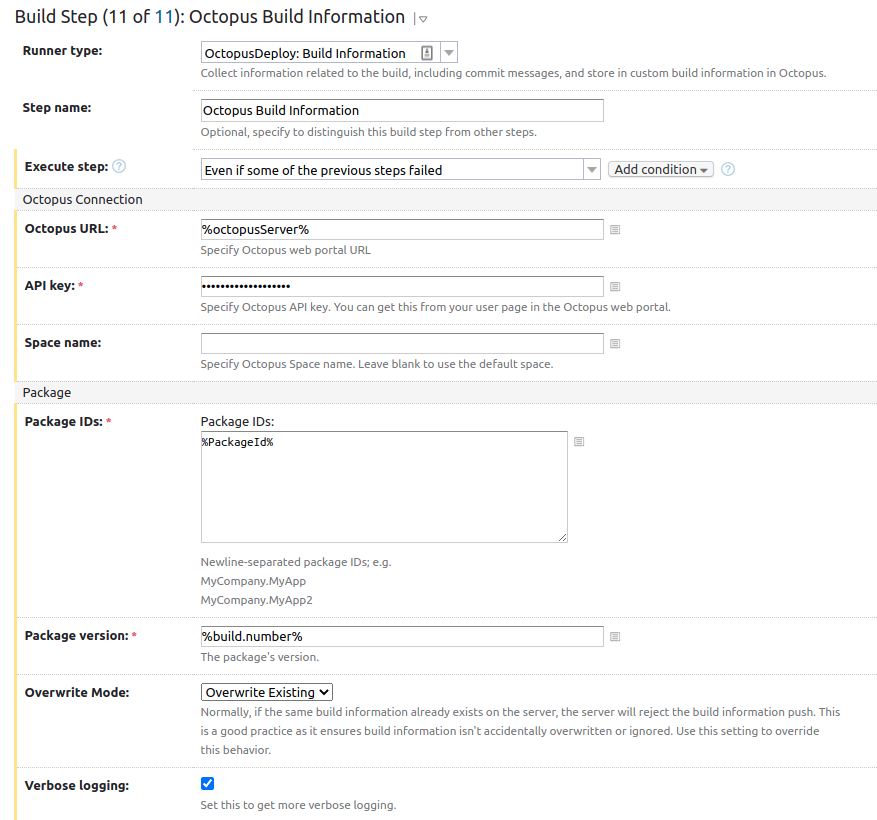 Build Step (11 of 11): Octopus Build Information |
Runner type:
OctopusDeploy: Build Information
Collect information related to the build, including commit messages, and store in custom build information in Octopus.
Step name:
Octopus Build Information
Optional, specify to distinguish this build step from other steps.
Execute step: ?
Even if some of the previous steps failed
Add condition
?
Octopus Connection
Octopus URL: *
%octopusServer%
Specify Octopus web portal URL
API key: *
•••••••••••••••••••
Specify Octopus API key. You can get this from your user page in the Octopus web portal.
Space name:
Specify Octopus Space name. Leave blank to use the default space.
Package
Package IDs: *
Package IDs:
%PackageId%
Newline-separated package IDs; e.g.
MyCompany.MyApp
MyCompany.MyApp2
Package version: *
%build.number%
The package's version.
Overwrite Mode:
Overwrite Existing
Normally, if the same build information already exists on the server, the server will reject the build information push. This
is a good practice as it ensures build information isn't accidentally overwritten or ignored. Use this setting to override
this behavior.
Verbose logging:
Set this to get more verbose logging.